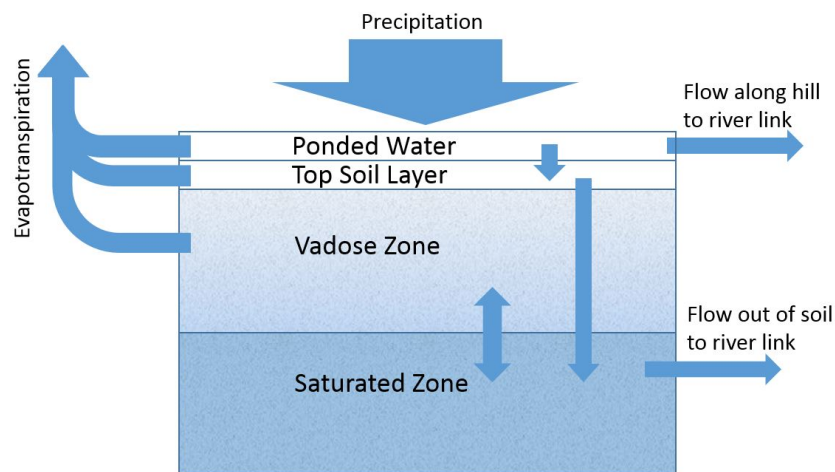 Precipitation
Evapotranspiration
Flow along hill
to river link
Ponded Water
Top Soil Layer
Vadose Zone
Flow out of soil
to river link
Saturated Zone